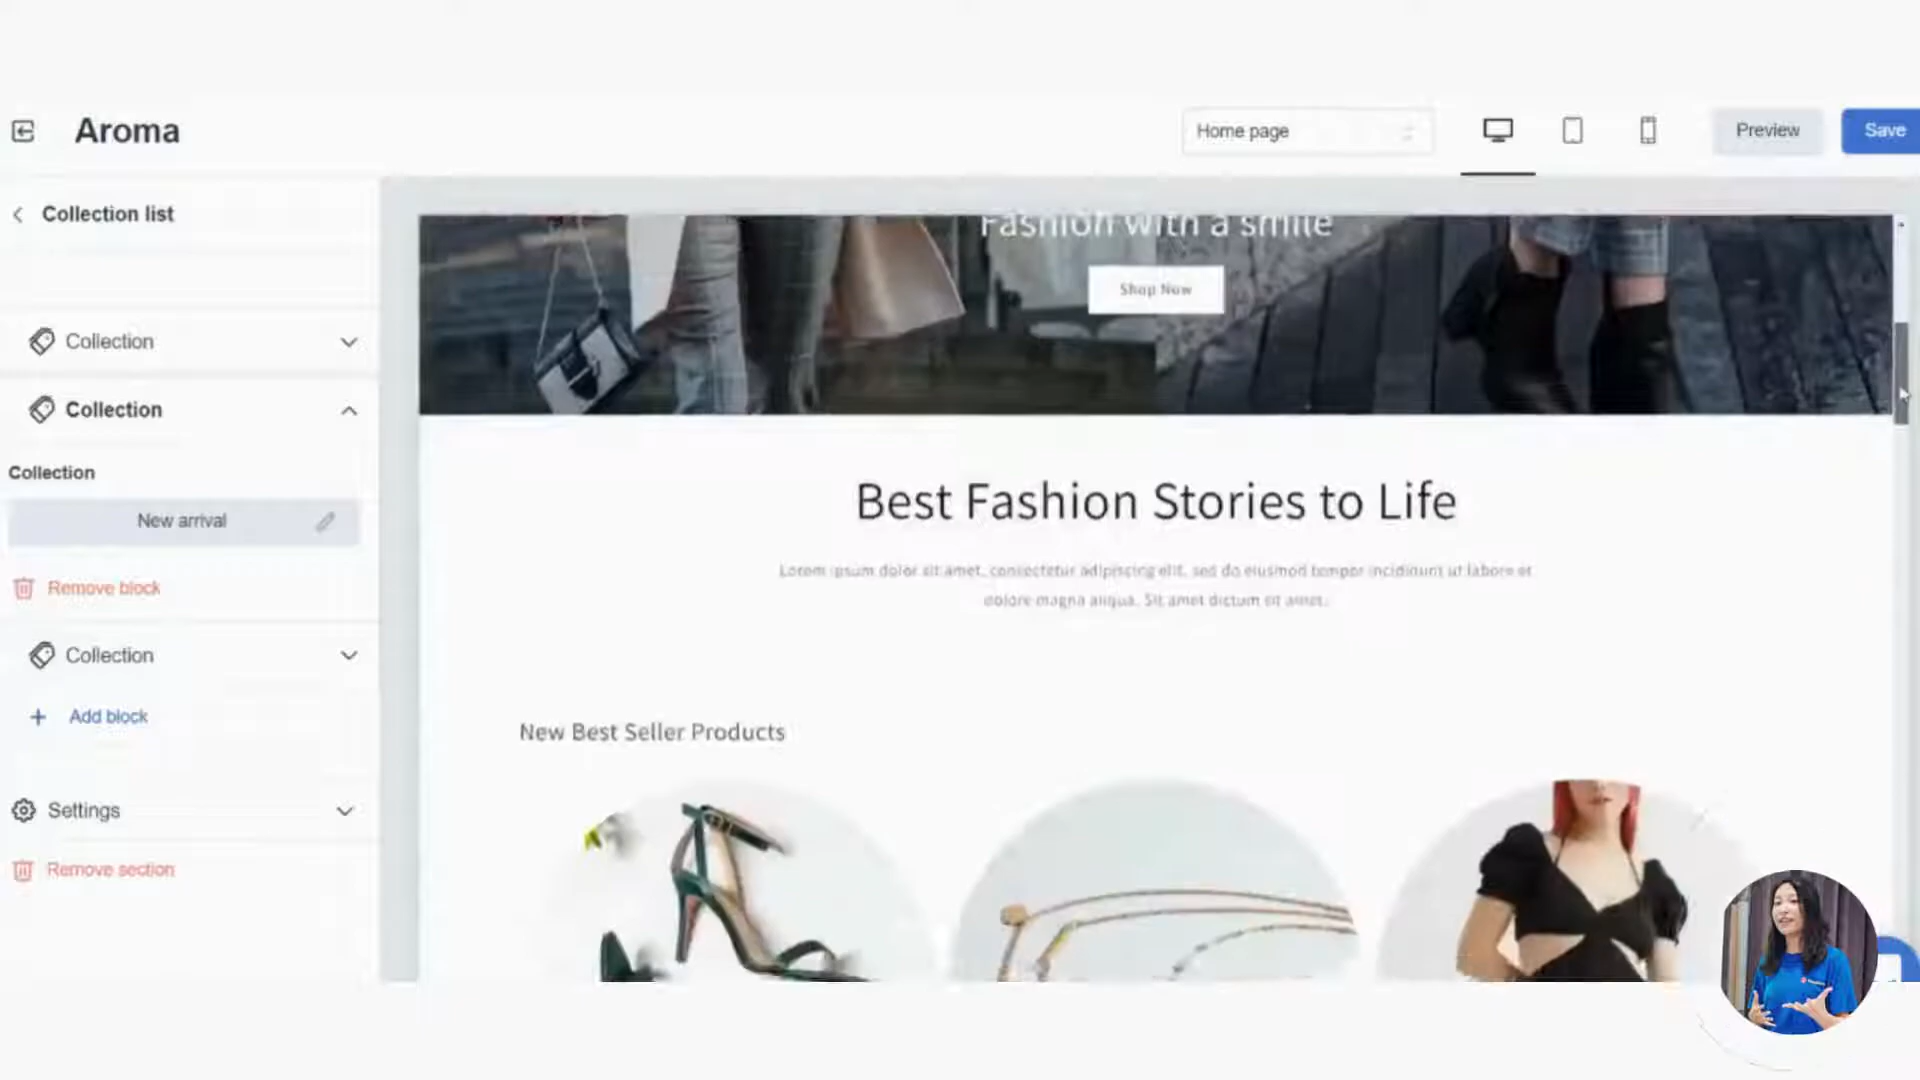 Aroma
Home page
Preview
Save
Collection list
Collection
Collection
Collection
New arrival
Remove block
Collection
Add block
Settings
Remove section
Fashion with a smile
Shop Now
Best Fashion Stories to Life
Lorem ipsum dolor sit amet, consectetur adipiscing elit, sed do eiusmod tempor incididunt ut labore et
dolore magna aliqua. Sit amet dictum sit amet.
New Best Seller Products